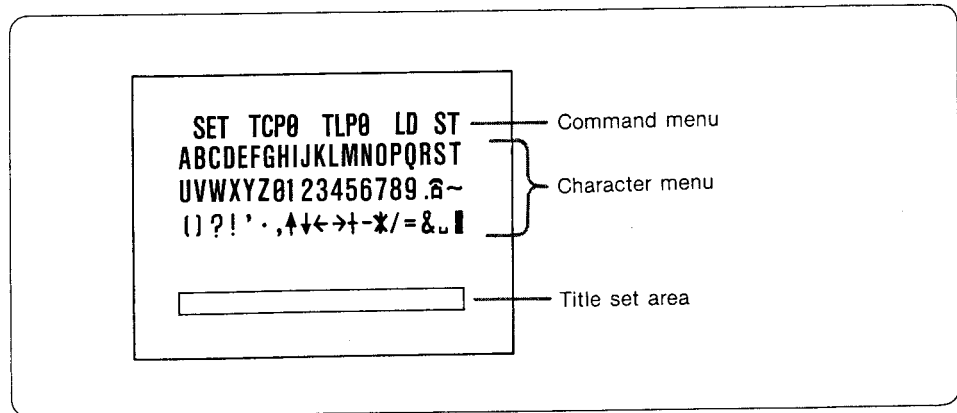 SET TCP0 TLP0 LD ST
Command menu
ABCDEFGHIJKLMNOPQRST
UVWXYZ0123456789.☎~
Character menu
()?!'·,↑↓←→+-*/=&␣▮
Title set area